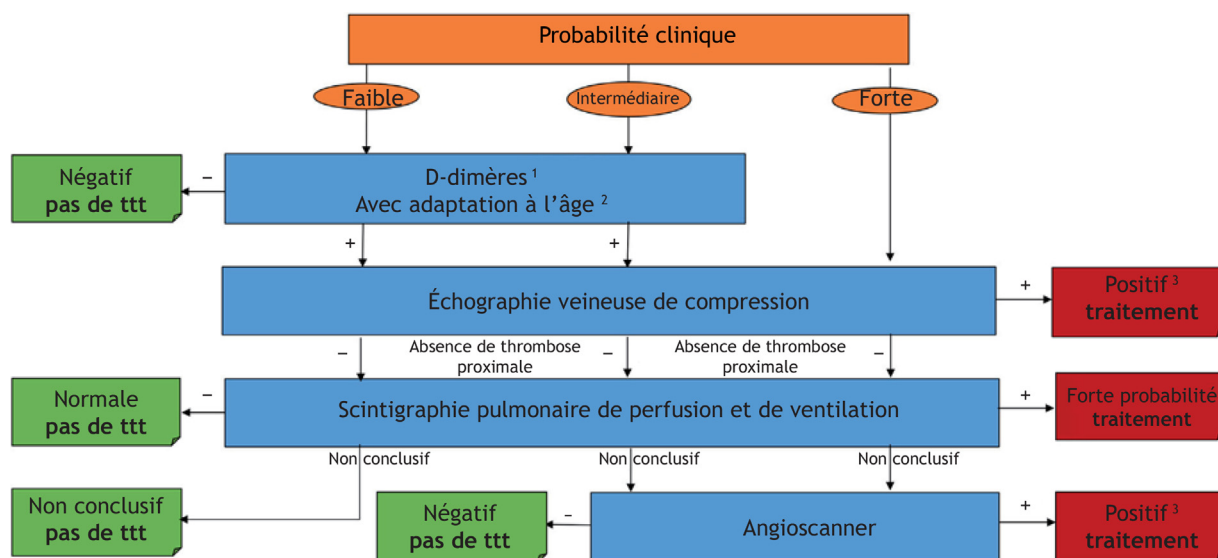 Probabilité clinique
Faible
Intermédiaire
Forte
Négatif
pas de ttt
–
D-dimères 1
Avec adaptation à l’âge 2
+
+
Échographie veineuse de compression
+
Positif 3
traitement
–
Absence de thrombose
proximale
–
Absence de thrombose
proximale
–
Normale
pas de ttt
–
Scintigraphie pulmonaire de perfusion et de ventilation
+
Forte probabilité
traitement
Non conclusif
Non conclusif
Non conclusif
Non conclusif
pas de ttt
Négatif
pas de ttt
–
Angioscanner
+
Positif 3
traitement